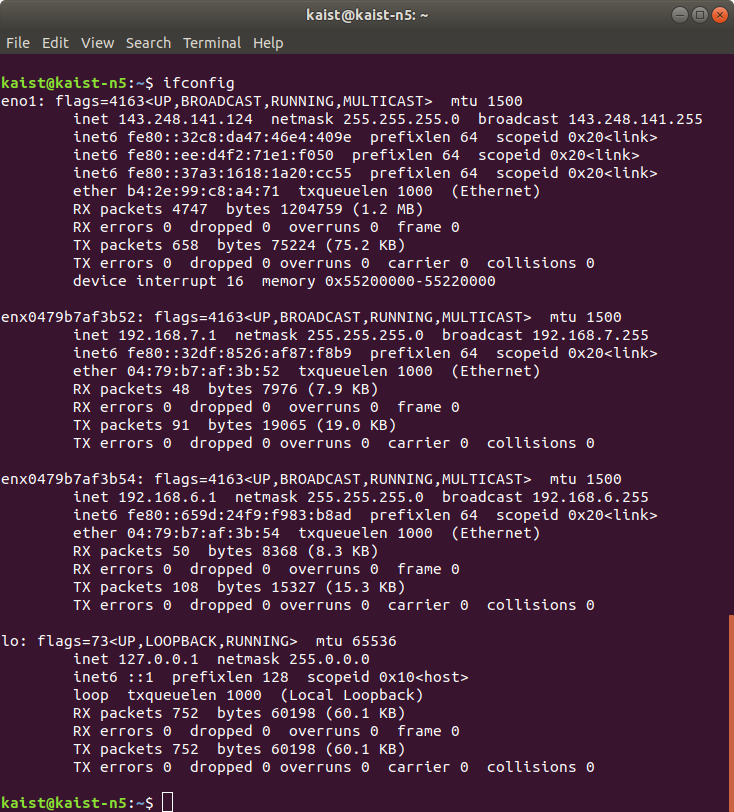 kaist@kaist-n5: ~
File Edit View Search Terminal Help
kaist@kaist-n5:~$ ifconfig
eno1: flags=4163<UP,BROADCAST,RUNNING,MULTICAST>  mtu 1500
        inet 143.248.141.124  netmask 255.255.255.0  broadcast 143.248.141.255
        inet6 fe80::32c8:da47:46e4:409e  prefixlen 64  scopeid 0x20<link>
        inet6 fe80::ee:d4f2:71e1:f050  prefixlen 64  scopeid 0x20<link>
        inet6 fe80::37a3:1618:1a20:cc55  prefixlen 64  scopeid 0x20<link>
        ether b4:2e:99:c8:a4:71  txqueuelen 1000  (Ethernet)
        RX packets 4747  bytes 1204759 (1.2 MB)
        RX errors 0  dropped 0  overruns 0  frame 0
        TX packets 658  bytes 75224 (75.2 KB)
        TX errors 0  dropped 0 overruns 0  carrier 0  collisions 0
        device interrupt 16  memory 0x55200000-55220000

enx0479b7af3b52: flags=4163<UP,BROADCAST,RUNNING,MULTICAST>  mtu 1500
        inet 192.168.7.1  netmask 255.255.255.0  broadcast 192.168.7.255
        inet6 fe80::32df:8526:af87:f8b9  prefixlen 64  scopeid 0x20<link>
        ether 04:79:b7:af:3b:52  txqueuelen 1000  (Ethernet)
        RX packets 48  bytes 7976 (7.9 KB)
        RX errors 0  dropped 0  overruns 0  frame 0
        TX packets 91  bytes 19065 (19.0 KB)
        TX errors 0  dropped 0 overruns 0  carrier 0  collisions 0

enx0479b7af3b54: flags=4163<UP,BROADCAST,RUNNING,MULTICAST>  mtu 1500
        inet 192.168.6.1  netmask 255.255.255.0  broadcast 192.168.6.255
        inet6 fe80::659d:24f9:f983:b8ad  prefixlen 64  scopeid 0x20<link>
        ether 04:79:b7:af:3b:54  txqueuelen 1000  (Ethernet)
        RX packets 50  bytes 8368 (8.3 KB)
        RX errors 0  dropped 0  overruns 0  frame 0
        TX packets 108  bytes 15327 (15.3 KB)
        TX errors 0  dropped 0 overruns 0  carrier 0  collisions 0

lo: flags=73<UP,LOOPBACK,RUNNING>  mtu 65536
        inet 127.0.0.1  netmask 255.0.0.0
        inet6 ::1  prefixlen 128  scopeid 0x10<host>
        loop  txqueuelen 1000  (Local Loopback)
        RX packets 752  bytes 60198 (60.1 KB)
        RX errors 0  dropped 0  overruns 0  frame 0
        TX packets 752  bytes 60198 (60.1 KB)
        TX errors 0  dropped 0 overruns 0  carrier 0  collisions 0

kaist@kaist-n5:~$